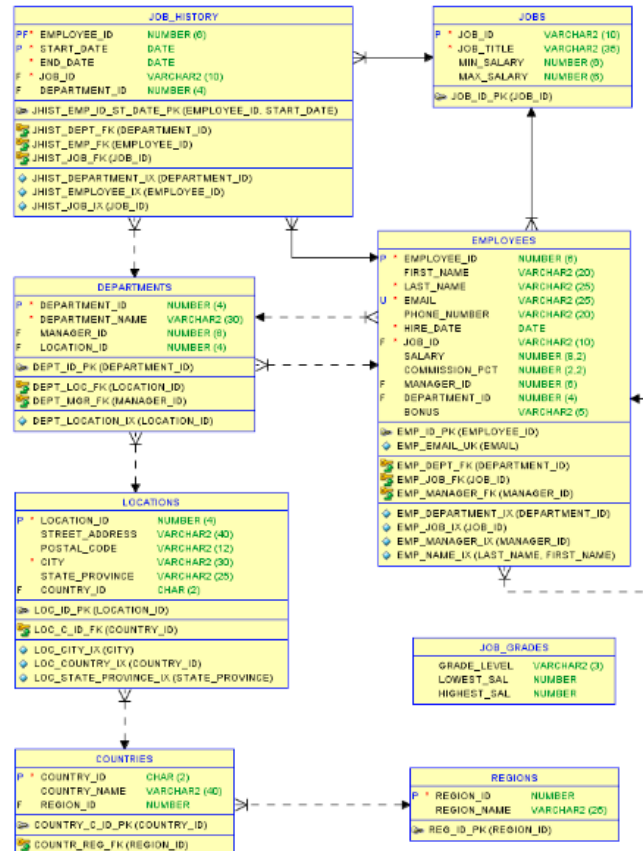 JOB_HISTORY
PF* EMPLOYEE_ID NUMBER (6)
P * START_DATE DATE
* END_DATE DATE
F * JOB_ID VARCHAR2 (10)
F DEPARTMENT_ID NUMBER (4)
JHIST_EMP_ID_ST_DATE_PK (EMPLOYEE_ID, START_DATE)
JHIST_DEPT_FK (DEPARTMENT_ID)
JHIST_EMP_FK (EMPLOYEE_ID)
JHIST_JOB_FK (JOB_ID)
JHIST_DEPARTMENT_IX (DEPARTMENT_ID)
JHIST_EMPLOYEE_IX (EMPLOYEE_ID)
JHIST_JOB_IX (JOB_ID)
JOBS
P * JOB_ID VARCHAR2 (10)
* JOB_TITLE VARCHAR2 (35)
MIN_SALARY NUMBER (6)
MAX_SALARY NUMBER (6)
JOB_ID_PK (JOB_ID)
EMPLOYEES
P * EMPLOYEE_ID NUMBER (6)
FIRST_NAME VARCHAR2 (20)
* LAST_NAME VARCHAR2 (25)
U * EMAIL VARCHAR2 (25)
PHONE_NUMBER VARCHAR2 (20)
* HIRE_DATE DATE
F * JOB_ID VARCHAR2 (10)
SALARY NUMBER (8,2)
COMMISSION_PCT NUMBER (2,2)
F MANAGER_ID NUMBER (6)
F DEPARTMENT_ID NUMBER (4)
BONUS VARCHAR2 (5)
EMP_ID_PK (EMPLOYEE_ID)
EMP_EMAIL_UK (EMAIL)
EMP_DEPT_FK (DEPARTMENT_ID)
EMP_JOB_FK (JOB_ID)
EMP_MANAGER_FK (MANAGER_ID)
EMP_DEPARTMENT_IX (DEPARTMENT_ID)
EMP_JOB_IX (JOB_ID)
EMP_MANAGER_IX (MANAGER_ID)
EMP_NAME_IX (LAST_NAME, FIRST_NAME)
DEPARTMENTS
P * DEPARTMENT_ID NUMBER (4)
* DEPARTMENT_NAME VARCHAR2 (30)
F MANAGER_ID NUMBER (6)
F LOCATION_ID NUMBER (4)
DEPT_ID_PK (DEPARTMENT_ID)
DEPT_LOC_FK (LOCATION_ID)
DEPT_MGR_FK (MANAGER_ID)
DEPT_LOCATION_IX (LOCATION_ID)
LOCATIONS
P * LOCATION_ID NUMBER (4)
STREET_ADDRESS VARCHAR2 (40)
POSTAL_CODE VARCHAR2 (12)
* CITY VARCHAR2 (30)
STATE_PROVINCE VARCHAR2 (25)
F COUNTRY_ID CHAR (2)
LOC_ID_PK (LOCATION_ID)
LOC_C_ID_FK (COUNTRY_ID)
LOC_CITY_IX (CITY)
LOC_COUNTRY_IX (COUNTRY_ID)
LOC_STATE_PROVINCE_IX (STATE_PROVINCE)
JOB_GRADES
GRADE_LEVEL VARCHAR2 (3)
LOWEST_SAL NUMBER
HIGHEST_SAL NUMBER
COUNTRIES
P * COUNTRY_ID CHAR (2)
COUNTRY_NAME VARCHAR2 (40)
F REGION_ID NUMBER
COUNTRY_C_ID_PK (COUNTRY_ID)
COUNTR_REG_FK (REGION_ID)
REGIONS
P * REGION_ID NUMBER
REGION_NAME VARCHAR2 (25)
REG_ID_PK (REGION_ID)